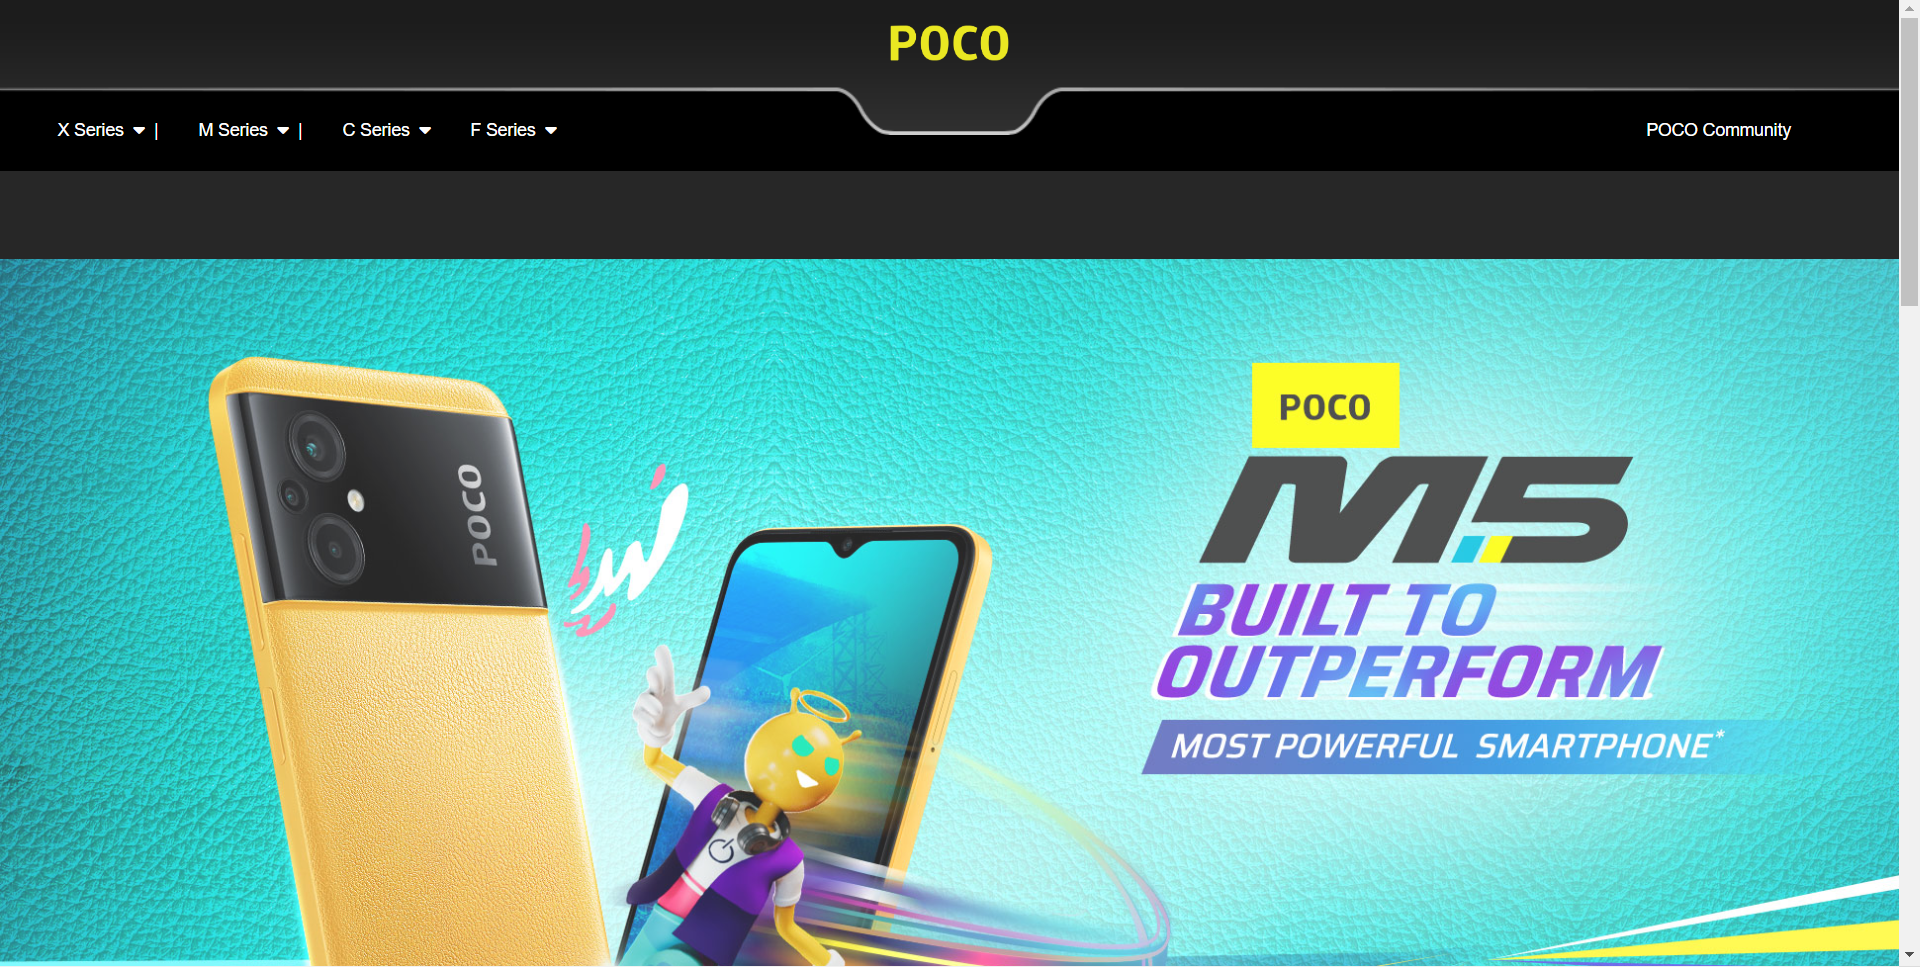 POCO
X Series |
M Series |
C Series
F Series
POCO Community
POCO
POCO
M5
BUILT TO
OUTPERFORM
MOST POWERFUL SMARTPHONE*